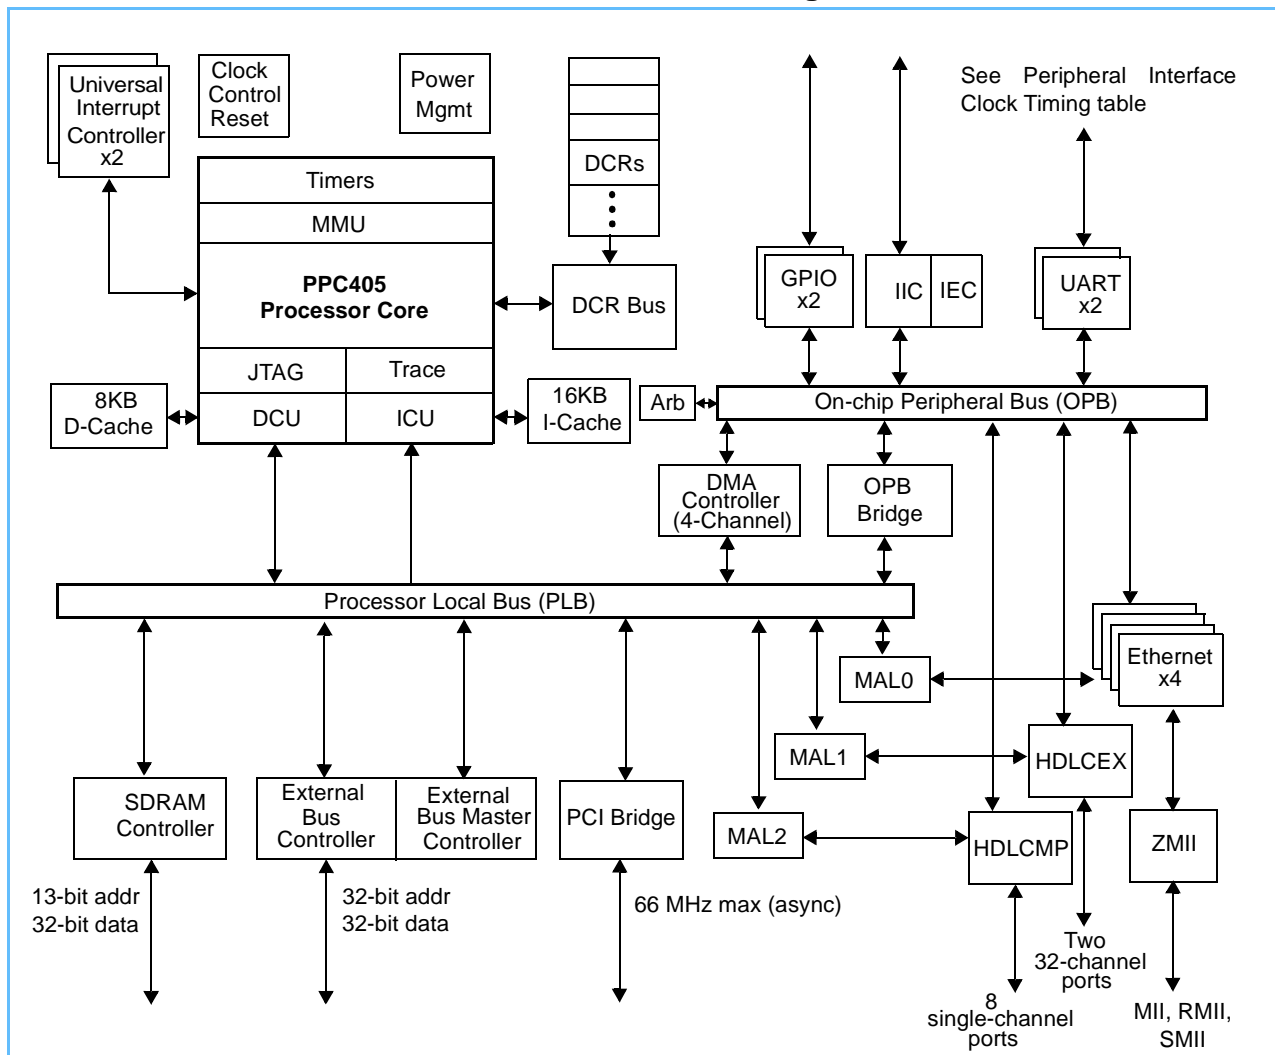 Universal
Interrupt
Controller
x2
Clock
Control
Reset
Power
Mgmt
DCRs
See Peripheral Interface
Clock Timing table
Timers
MMU
PPC405
Processor Core
JTAG
Trace
DCU
ICU
8KB
D-Cache
16KB
I-Cache
DCR Bus
GPIO
x2
IIC
IEC
UART
x2
Arb
On-chip Peripheral Bus (OPB)
DMA
Controller
(4-Channel)
OPB
Bridge
Processor Local Bus (PLB)
MAL0
Ethernet
x4
MAL1
HDLCEX
MAL2
HDLCMP
ZMII
SDRAM
Controller
External
Bus
Controller
External
Bus Master
Controller
PCI Bridge
13-bit addr
32-bit data
32-bit addr
32-bit data
66 MHz max (async)
Two
32-channel
ports
8
single-channel
ports
MII, RMII,
SMII